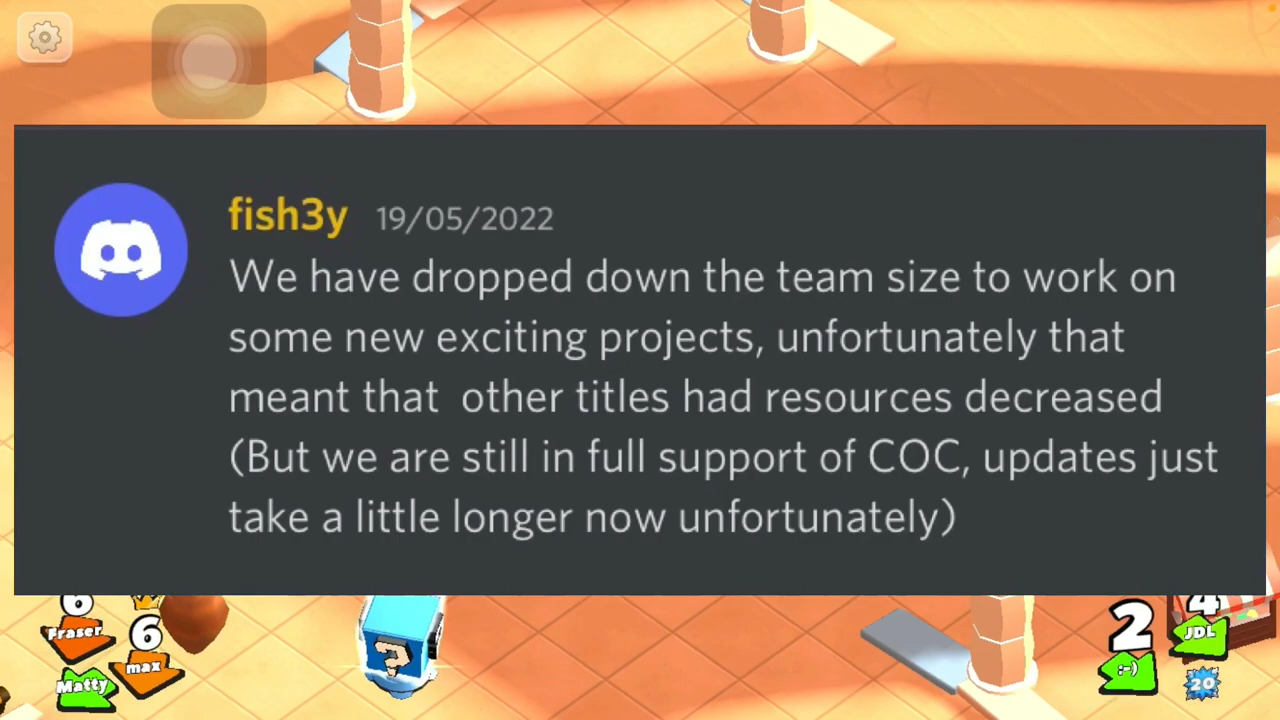 fish3y 19/05/2022
We have dropped down the team size to work on
some new exciting projects, unfortunately that
meant that  other titles had resources decreased
(But we are still in full support of COC, updates just
take a little longer now unfortunately)
6
Fraser
6
max
Matty
?
2
:-)
4
JDL
20